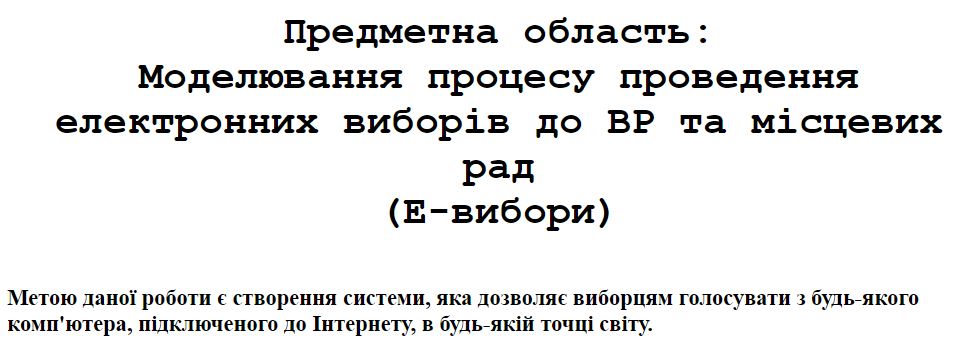 Предметна область:
Моделювання процесу проведення
електронних виборів до ВР та місцевих
рад
(Е-вибори)
Метою даної роботи є створення системи, яка дозволяє виборцям голосувати з будь-якого
комп'ютера, підключеного до Інтернету, в будь-якій точці світу.